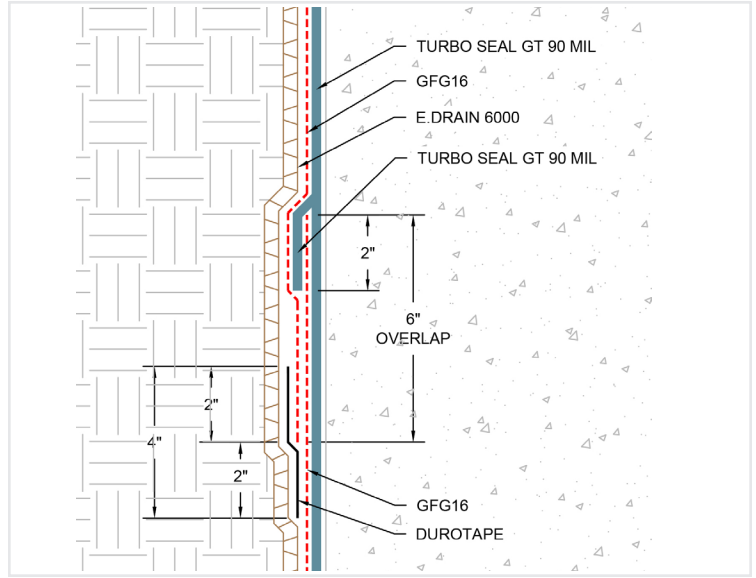 TURBO SEAL GT 90 MIL
GFG16
E.DRAIN 6000
TURBO SEAL GT 90 MIL
2"
6"
OVERLAP
2"
4"
2"
GFG16
DUROTAPE